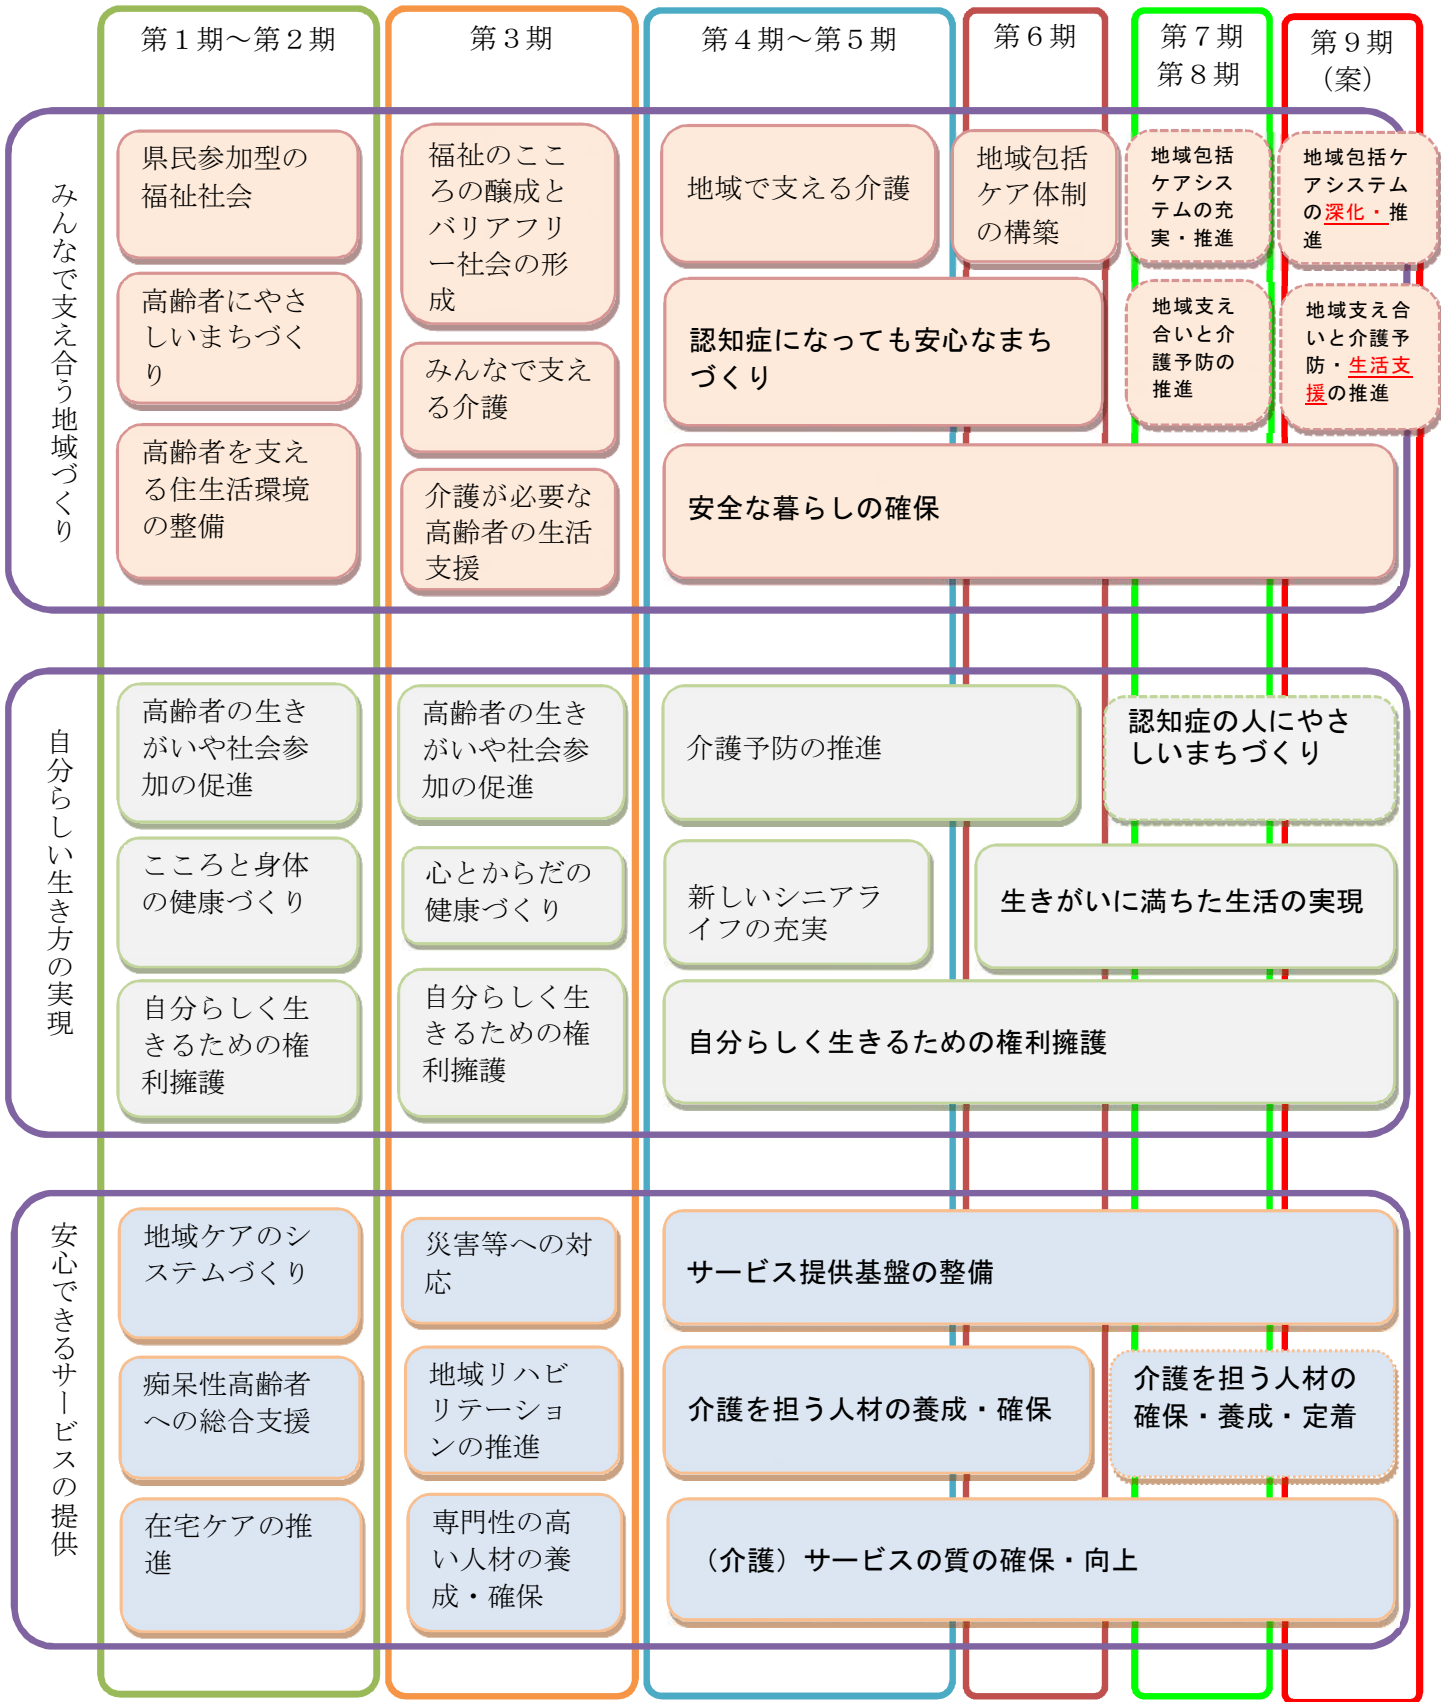 第１期～第２期
第３期
第４期～第５期
第６期
第７期
第８期
第９期
（案）
みんなで支え合う地域づくり
県民参加型の
福祉社会
高齢者にやさ
しいまちづく
り
高齢者を支え
る住生活環境
の整備
福祉のここ
ろの醸成と
バリアフリ
ー社会の形
成
みんなで支え
る介護
介護が必要な
高齢者の生活
支援
地域で支える介護
地域包括
ケア体制
の構築
地域包括
ケアシス
テムの充
実・推進
地域包括ケ
アシステム
の深化・推
進
認知症になっても安心なまち
づくり
地域支え
合いと介
護予防の
推進
地域支え合
いと介護予
防・生活支
援の推進
安全な暮らしの確保
自分らしい生き方の実現
高齢者の生き
がいや社会参
加の促進
こころと身体
の健康づくり
自分らしく生
きるための権
利擁護
高齢者の生き
がいや社会参
加の促進
心とからだの
健康づくり
自分らしく生
きるための権
利擁護
介護予防の推進
認知症の人にやさ
しいまちづくり
新しいシニアラ
イフの充実
生きがいに満ちた生活の実現
自分らしく生きるための権利擁護
安心できるサービスの提供
地域ケアのシ
ステムづくり
痴呆性高齢者
への総合支援
在宅ケアの推
進
災害等への対
応
地域リハビ
リテーショ
ンの推進
専門性の高
い人材の養
成・確保
サービス提供基盤の整備
介護を担う人材の養成・確保
介護を担う人材の
確保・養成・定着
（介護）サービスの質の確保・向上